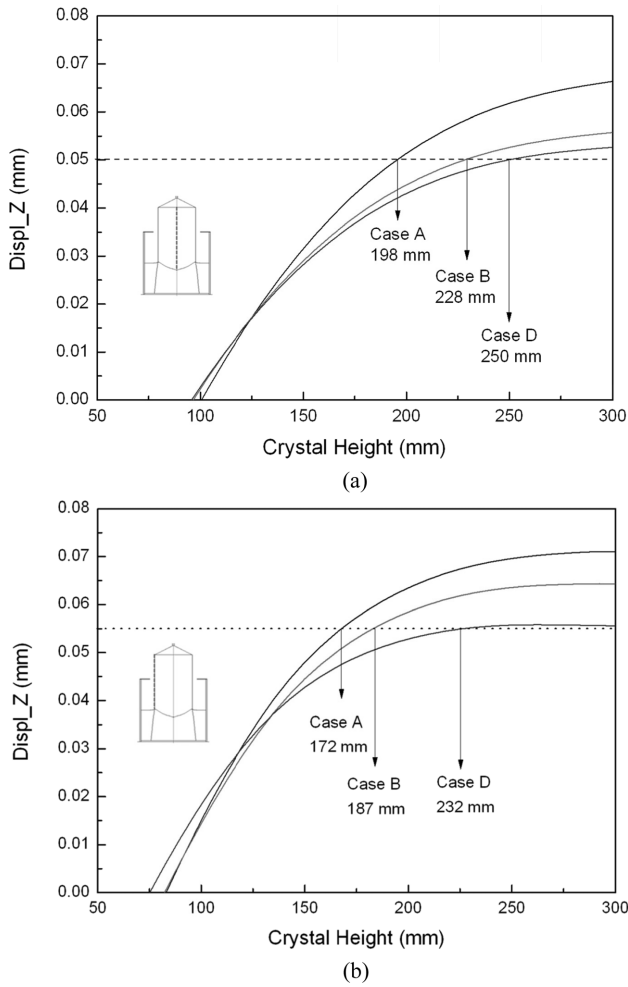 0.08
0.07
0.06
0.05
0.04
0.03
0.02
0.01
0.00
Displ_Z (mm)
Case A
198 mm
Case B
228 mm
Case D
250 mm
50 100 150 200 250 300
Crystal Height (mm)
(a)
0.08
0.07
0.06
0.05
0.04
0.03
0.02
0.01
0.00
Displ_Z (mm)
Case A
172 mm
Case B
187 mm
Case D
232 mm
50 100 150 200 250 300
Crystal Height (mm)
(b)